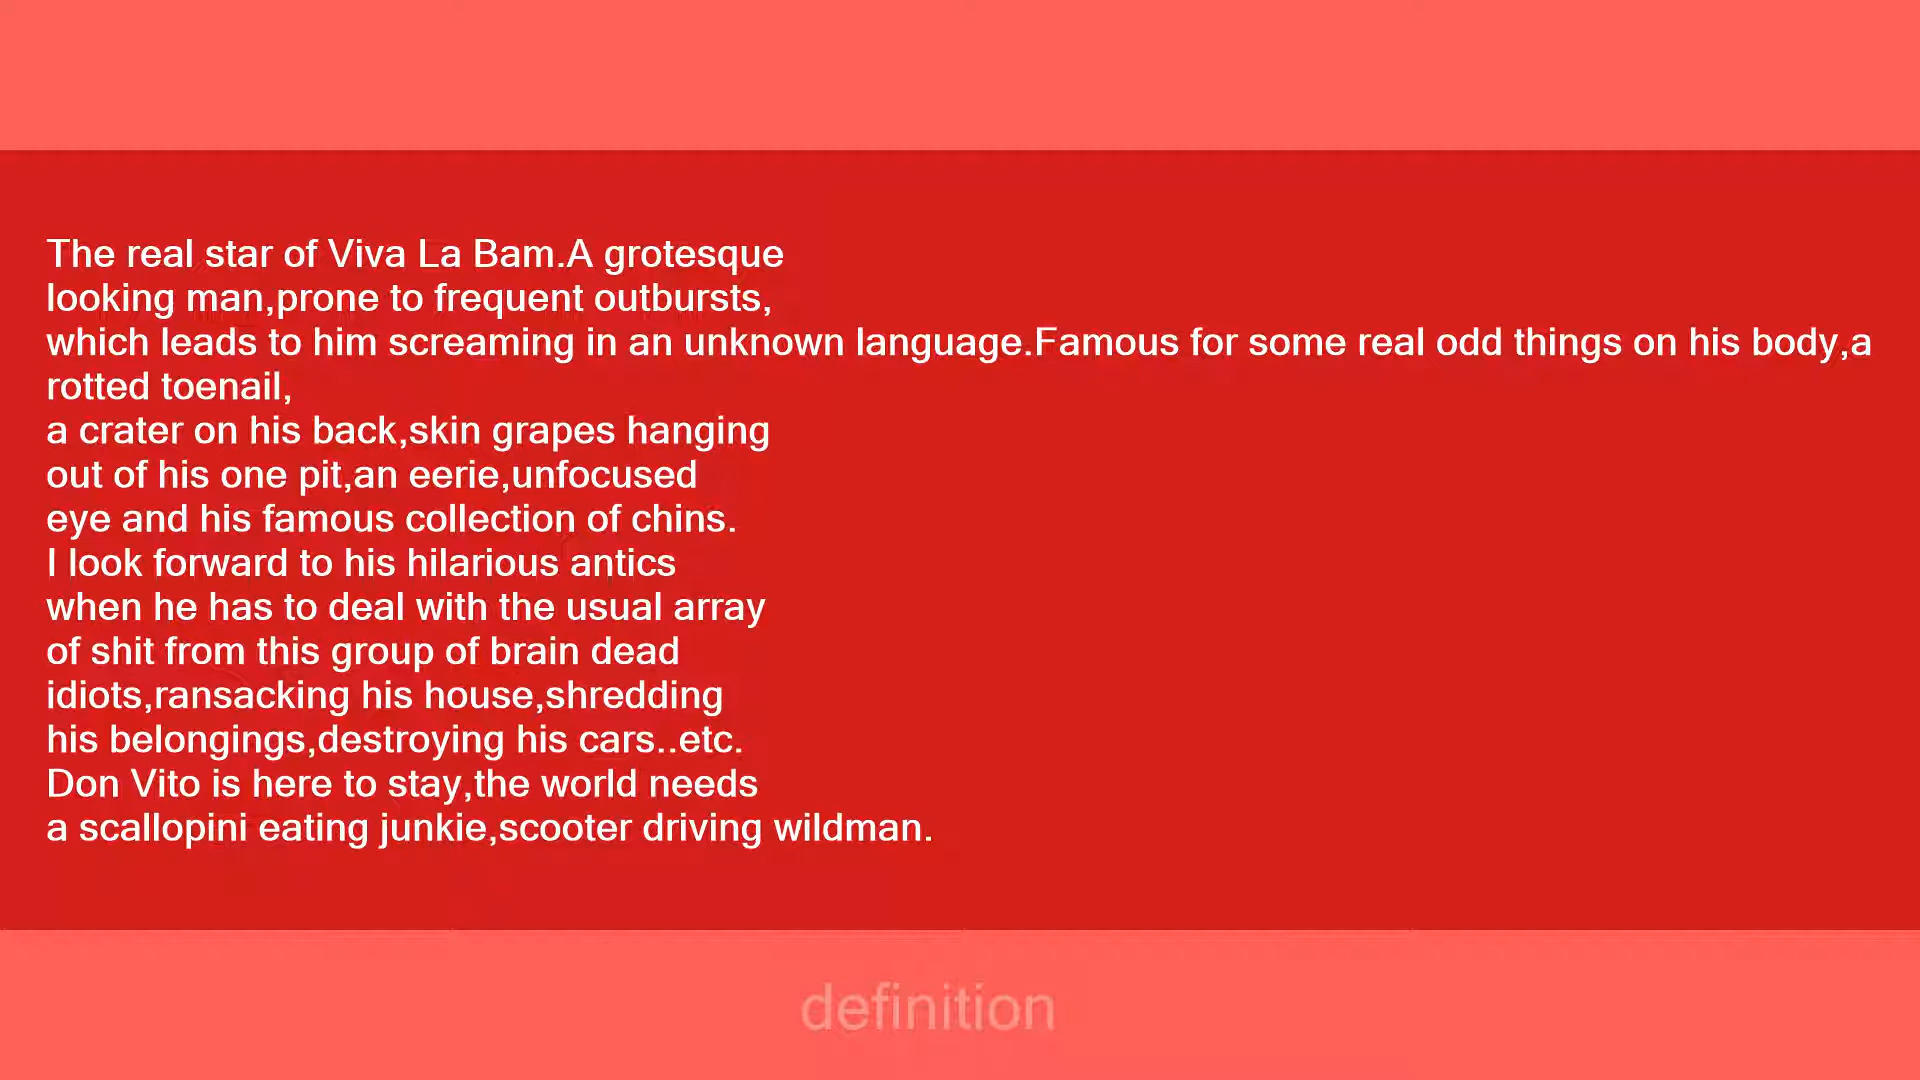 The real star of Viva La Bam.A grotesque
looking man,prone to frequent outbursts,
which leads to him screaming in an unknown language.Famous for some real odd things on his body,a
rotted toenail,
a crater on his back,skin grapes hanging
out of his one pit,an eerie,unfocused
eye and his famous collection of chins.
I look forward to his hilarious antics
when he has to deal with the usual array
of shit from this group of brain dead
idiots,ransacking his house,shredding
his belongings,destroying his cars..etc.
Don Vito is here to stay,the world needs
a scallopini eating junkie,scooter driving wildman.
definition